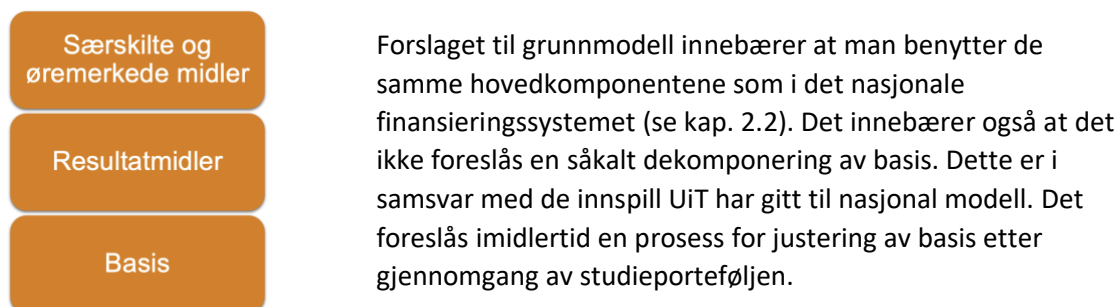 Særskilte og
øremerkede midler
Resultatmidler
Basis
Forslaget til grunnmodell innebærer at man benytter de
samme hovedkomponentene som i det nasjonale
finansieringssystemet (se kap. 2.2). Det innebærer også at det
ikke foreslås en såkalt dekomponering av basis. Dette er i
samsvar med de innspill UiT har gitt til nasjonal modell. Det
foreslås imidlertid en prosess for justering av basis etter
gjennomgang av studieporteføljen.